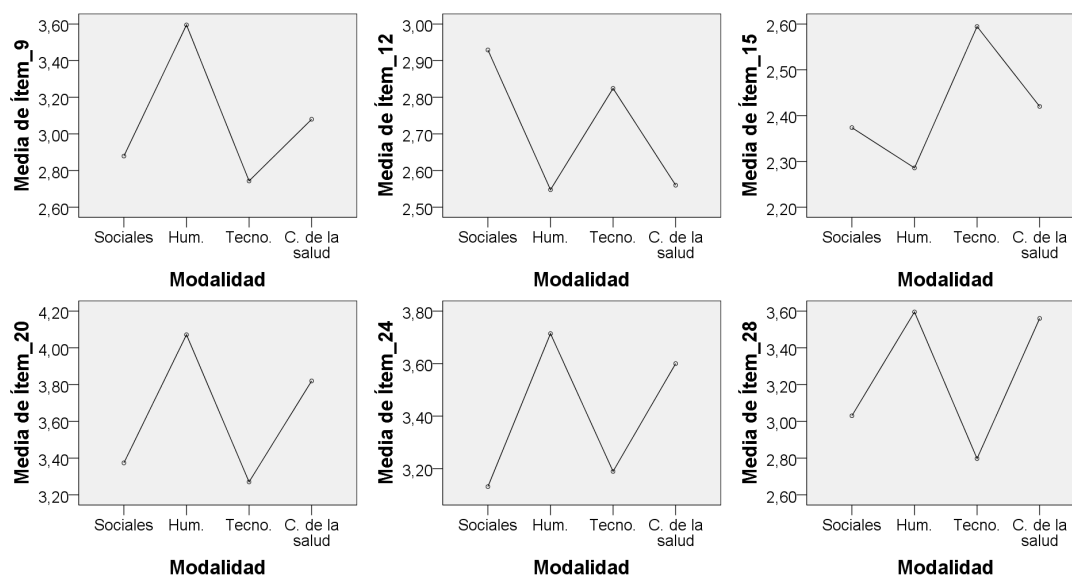 Media de Ítem_9
3,60
3,40
3,20
3,00
2,80
2,60
Sociales Hum. Tecno. C. de la
salud
Modalidad
Media de Ítem_12
3,00
2,90
2,80
2,70
2,60
2,50
Sociales Hum. Tecno. C. de la
salud
Modalidad
Media de Ítem_15
2,60
2,50
2,40
2,30
2,20
Sociales Hum. Tecno. C. de la
salud
Modalidad
Media de Ítem_20
4,20
4,00
3,80
3,60
3,40
3,20
Sociales Hum. Tecno. C. de la
salud
Modalidad
Media de Ítem_24
3,80
3,60
3,40
3,20
Sociales Hum. Tecno. C. de la
salud
Modalidad
Media de Ítem_28
3,60
3,40
3,20
3,00
2,80
2,60
Sociales Hum. Tecno. C. de la
salud
Modalidad